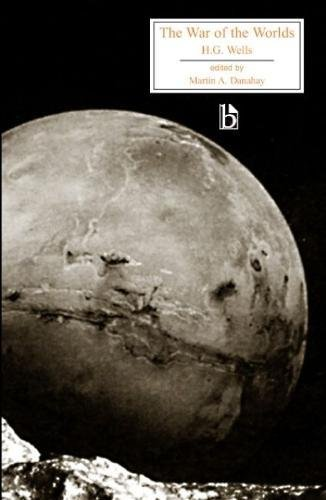 The War of the Worlds
H.G. Wells
edited by
Martin A. Danahay
b